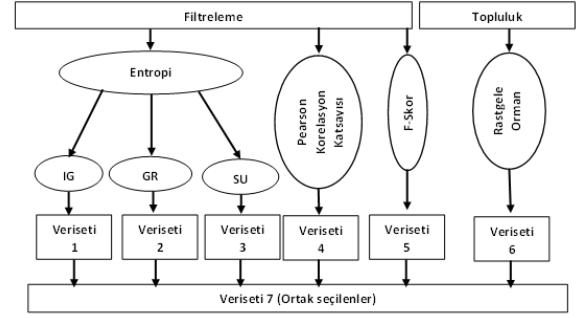 Filtreleme
Topluluk
Entropi
Pearson
Korelasyon
Katsayısı
F-Skor
Rastgele
Orman
IG
GR
SU
Veriseti
1
Veriseti
2
Veriseti
3
Veriseti
4
Veriseti
5
Veriseti
6
Veriseti 7 (Ortak seçilenler)